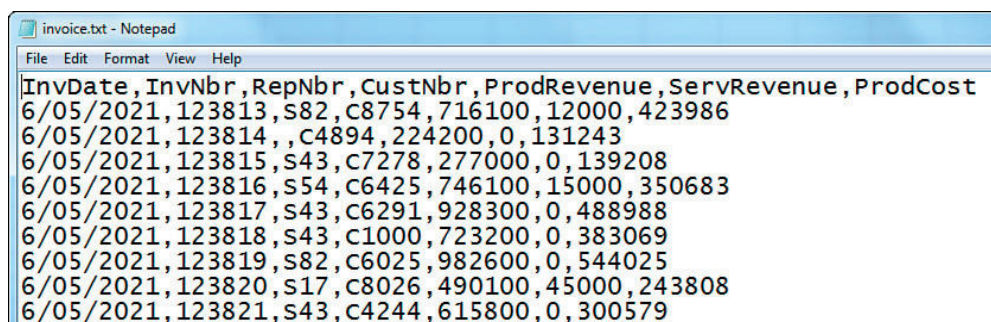 invoice.txt - Notepad
File Edit Format View Help
InvDate,InvNbr,RepNbr,CustNbr,ProdRevenue,ServRevenue,ProdCost
6/05/2021,123813,S82,C8754,716100,12000,423986
6/05/2021,123814,,C4894,224200,0,131243
6/05/2021,123815,S43,C7278,277000,0,139208
6/05/2021,123816,S54,C6425,746100,15000,350683
6/05/2021,123817,S43,C6291,928300,0,488988
6/05/2021,123818,S43,C1000,723200,0,383069
6/05/2021,123819,S82,C6025,982600,0,544025
6/05/2021,123820,S17,C8026,490100,45000,243808
6/05/2021,123821,S43,C4244,615800,0,300579